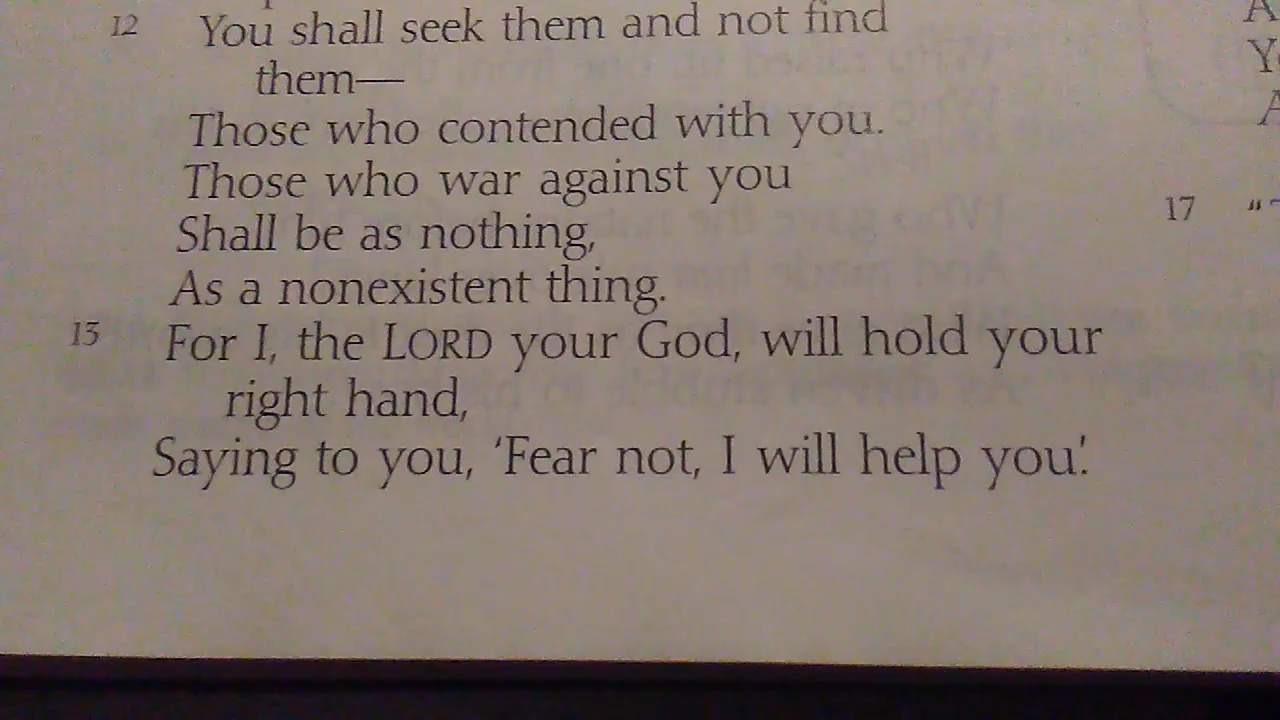 12 You shall seek them and not find
them—
Those who contended with you.
Those who war against you
Shall be as nothing,
As a nonexistent thing.
13 For I, the LORD your God, will hold your
right hand,
Saying to you, ‘Fear not, I will help you.’
17 “